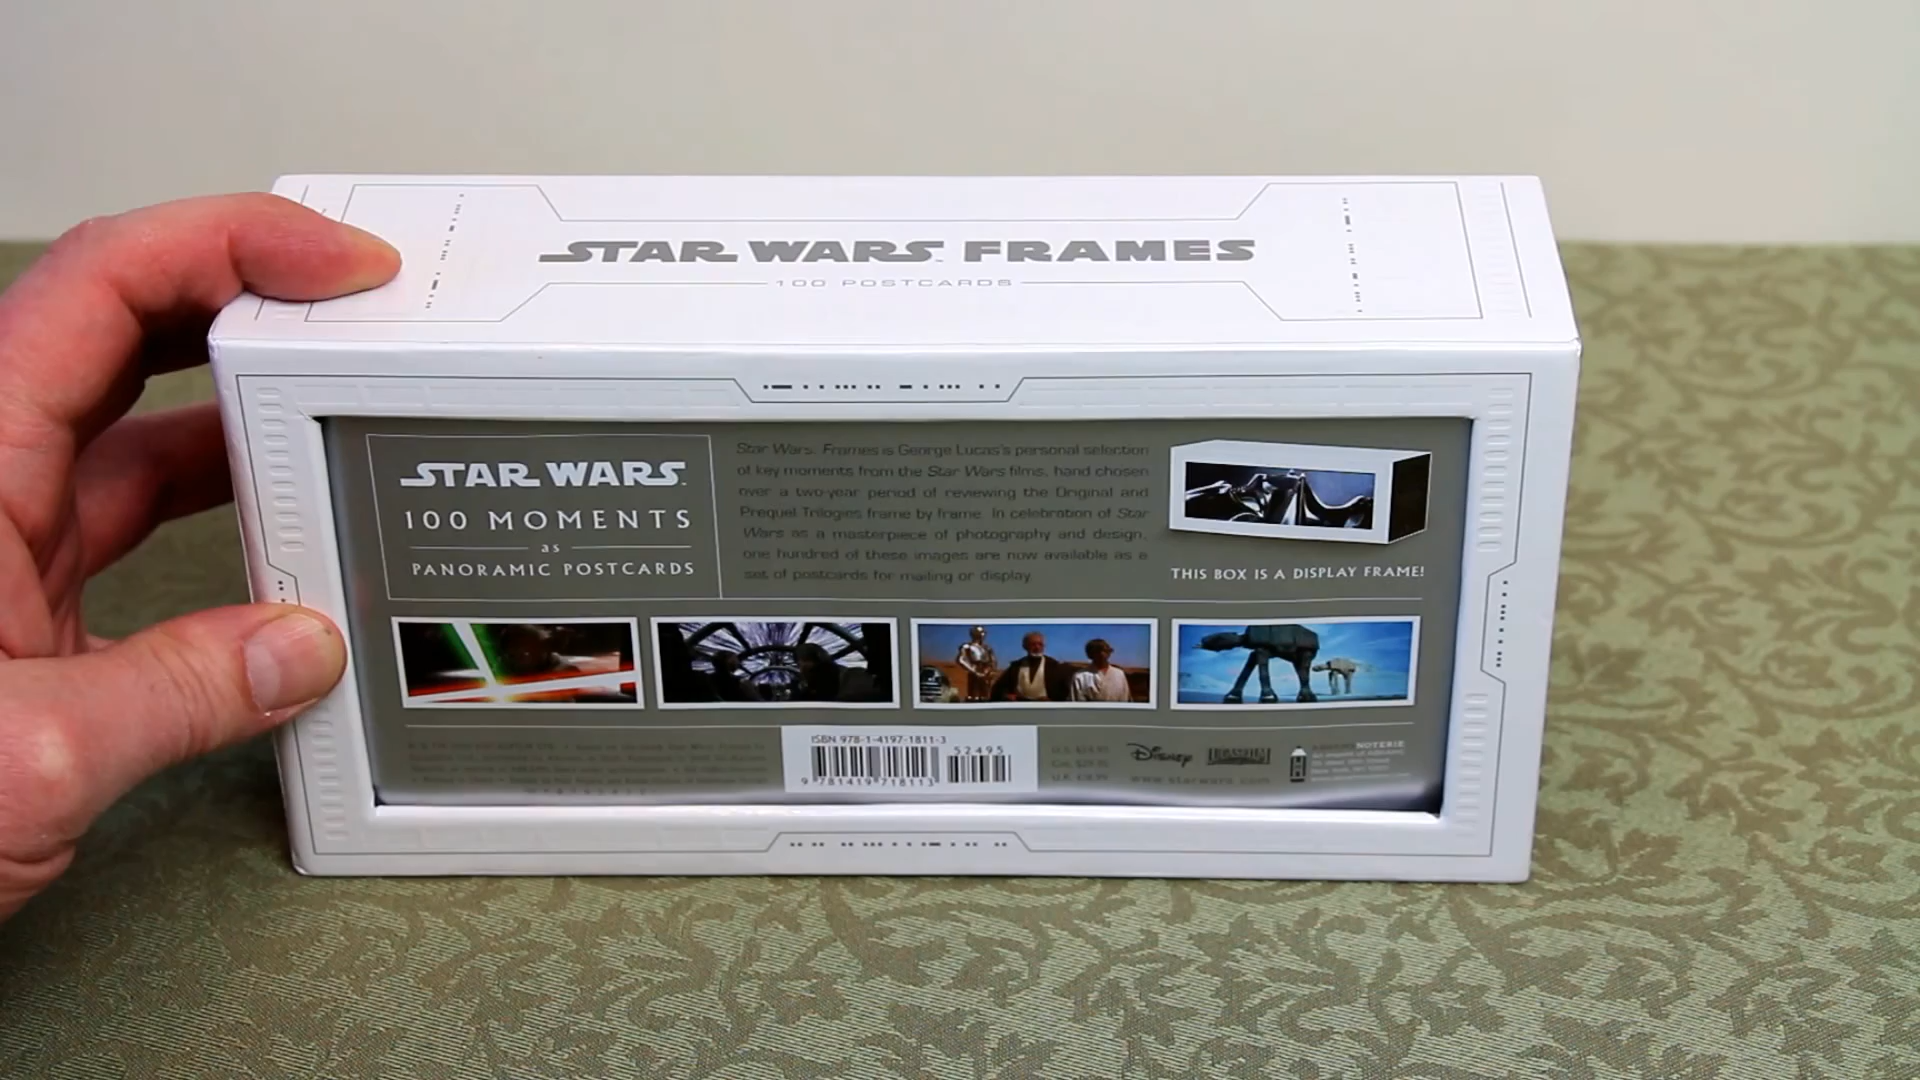 STAR WARS FRAMES
100 POSTCARDS
STAR WARS
100 MOMENTS
as
PANORAMIC POSTCARDS
Star Wars: Frames is George Lucas's personal selection
of key moments from the Star Wars films, hand chosen
over a two-year period of reviewing the Original and
Prequel Trilogies frame by frame. In celebration of Star
Wars as a masterpiece of photography and design,
one hundred of these images are now available as a
set of postcards for mailing or display.
THIS BOX IS A DISPLAY FRAME!
ISBN 978-1-4197-1811-3
52495
9 781419 718113
Disney
NOTERIE
www.starwars.com